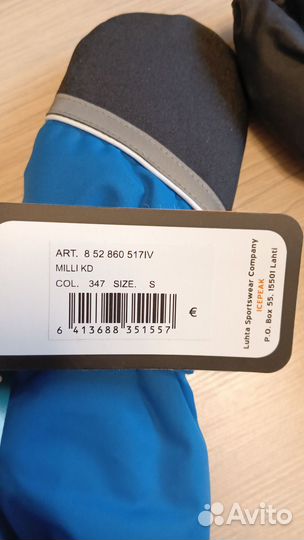 ART. 8 52 860 517IV
MILLI KD
COL. 347 SIZE. S
6 413688 351557
€
Luhta Sportswear Company
ICEPEAK
P.O. Box 55, 15501 Lahti
Avito